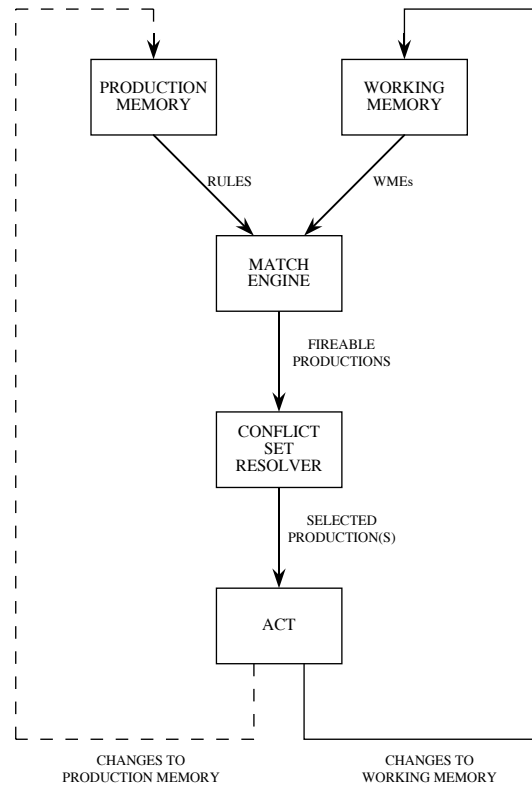 PRODUCTION
MEMORY
WORKING
MEMORY
RULES
WMEs
MATCH
ENGINE
FIREABLE
PRODUCTIONS
CONFLICT
SET
RESOLVER
SELECTED
PRODUCTION(S)
ACT
CHANGES TO
PRODUCTION MEMORY
CHANGES TO
WORKING MEMORY